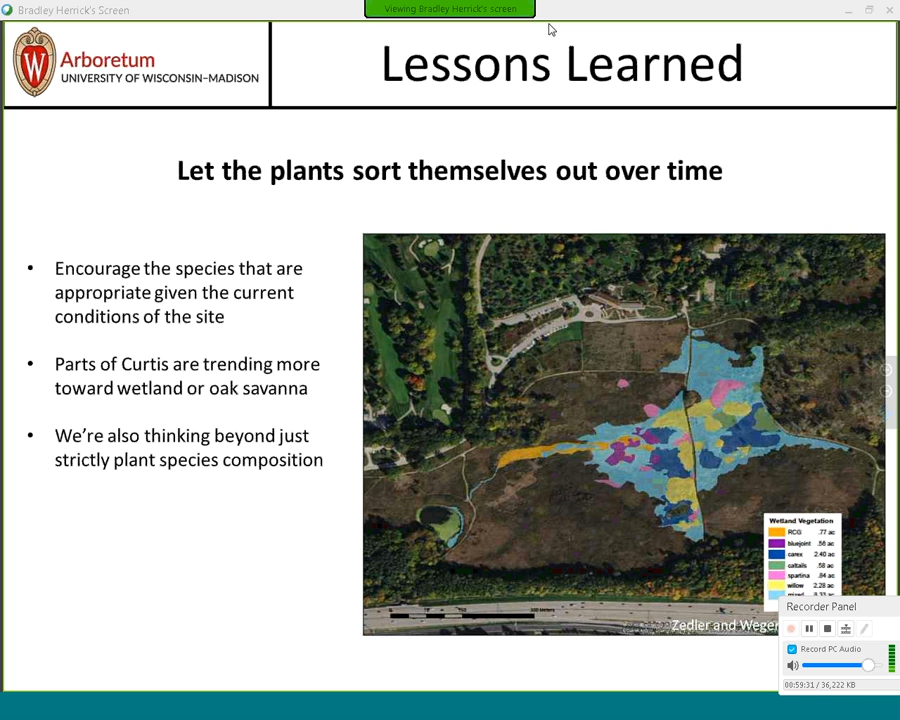 Bradley Herrick's Screen
Viewing Bradley Herrick's screen
Arboretum
UNIVERSITY OF WISCONSIN–MADISON
Lessons Learned
Let the plants sort themselves out over time
• Encourage the species that are
appropriate given the current
conditions of the site
• Parts of Curtis are trending more
toward wetland or oak savanna
• We're also thinking beyond just
strictly plant species composition
Wetland Vegetation
RCG .77 ac
bluejoint .56 ac
carex 2.40 ac
cattails .58 ac
spartina .84 ac
willow 2.28 ac
Zedler and Weger
Recorder Panel
Record PC Audio
00:59:31 / 36,222 KB